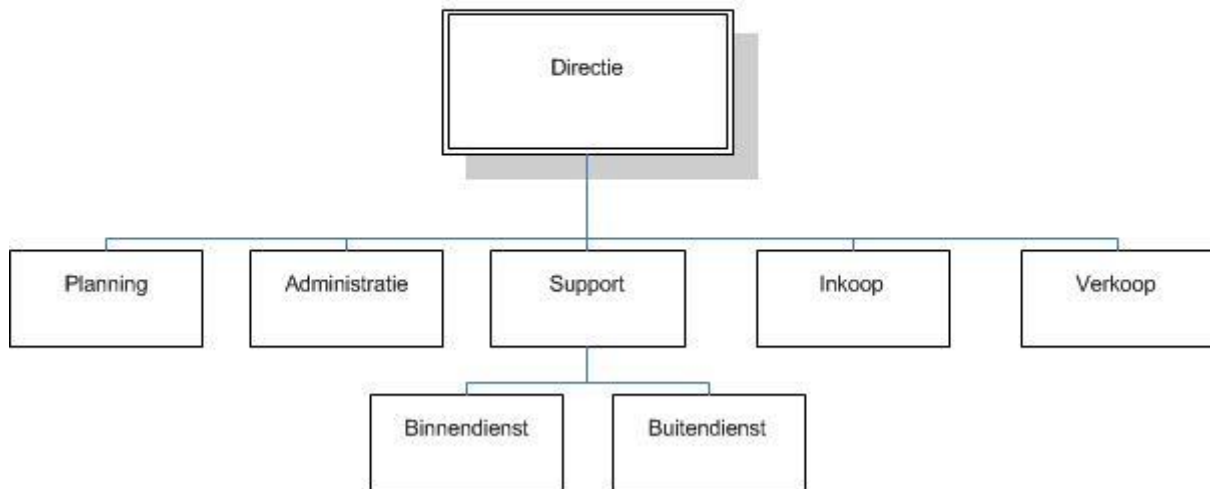 Directie
Planning
Administratie
Support
Inkoop
Verkoop
Binnendienst
Buitendienst